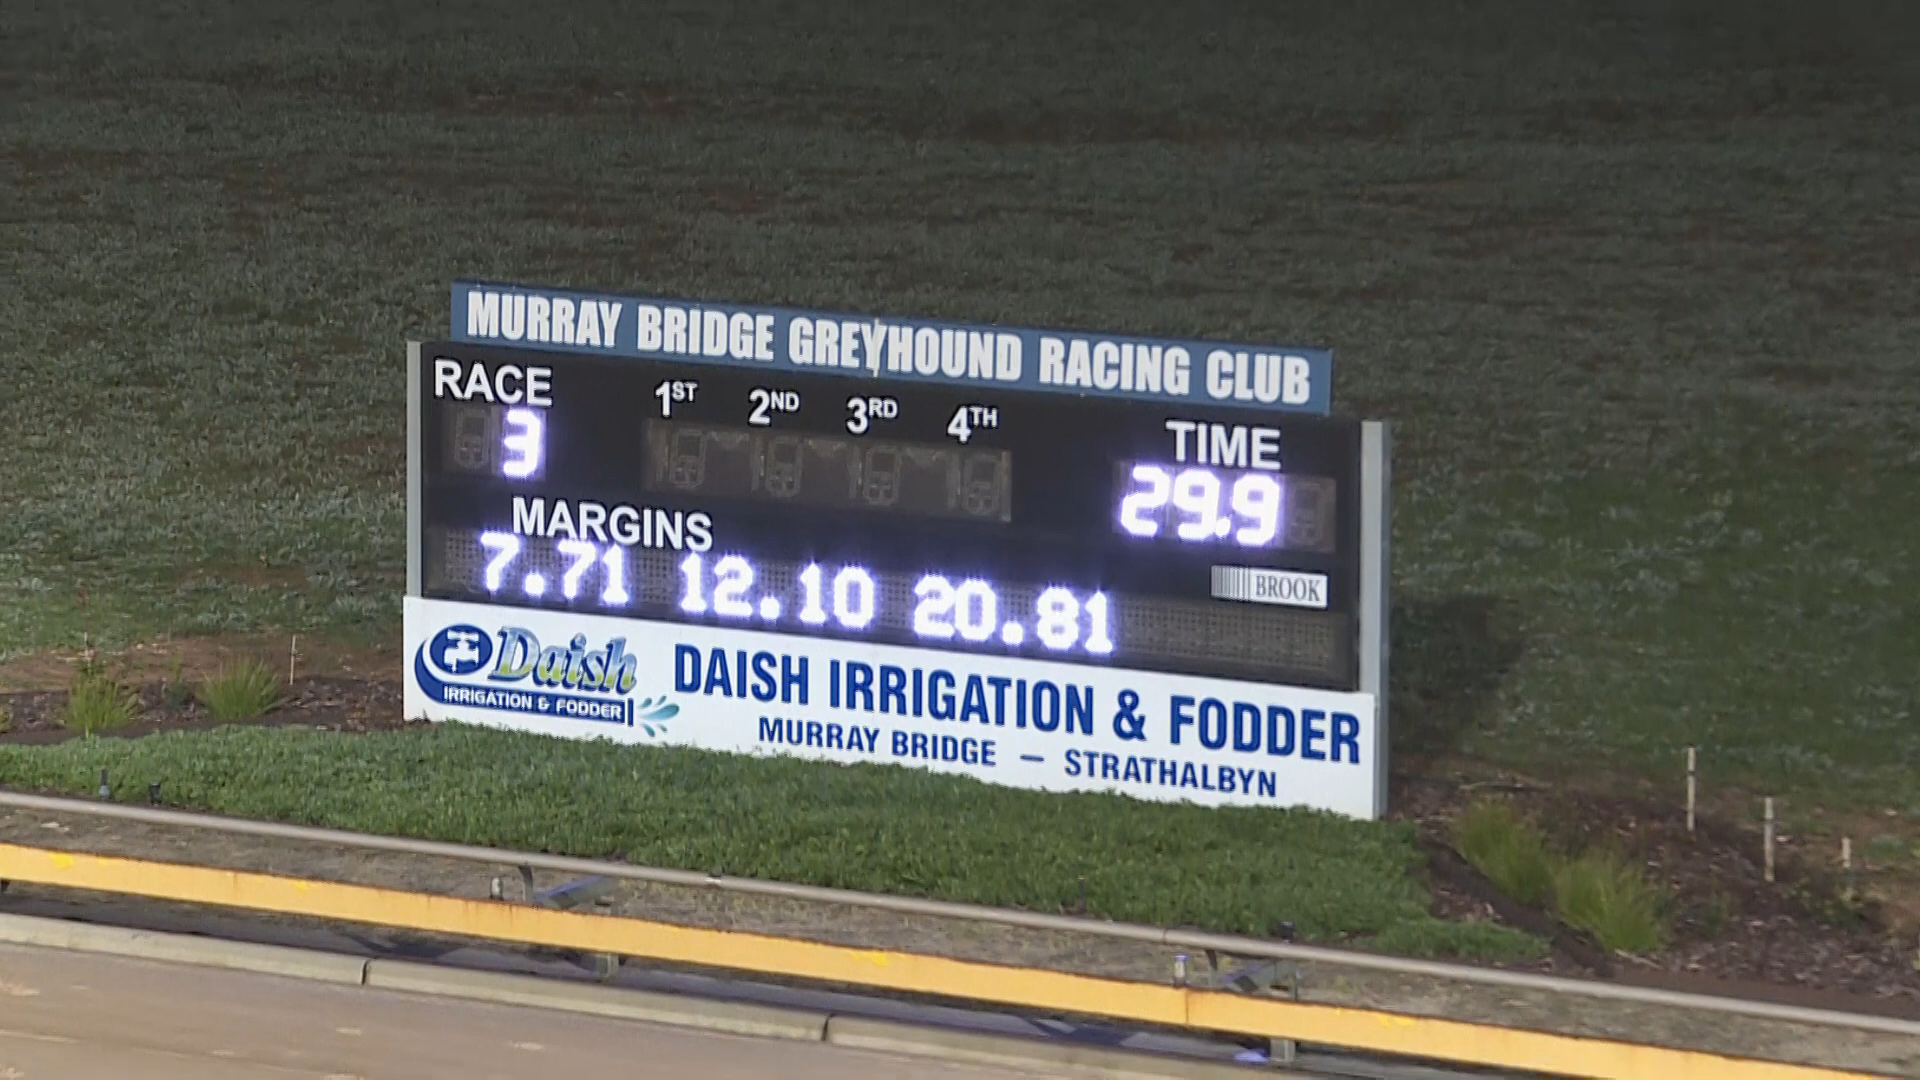 MURRAY BRIDGE GREYHOUND RACING CLUB
RACE 1ST 2ND 3RD 4TH TIME
3 29.9
MARGINS
7.71 12.10 20.81
BROOK
Daish
IRRIGATION & FODDER
DAISH IRRIGATION & FODDER
MURRAY BRIDGE – STRATHALBYN